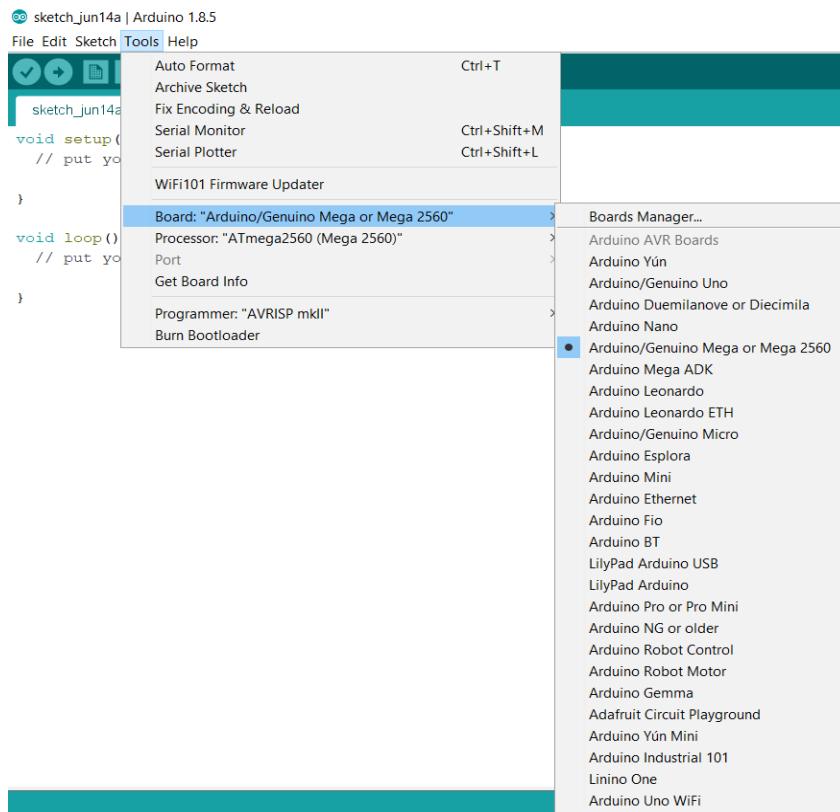 sketch_jun14a | Arduino 1.8.5
File Edit Sketch Tools Help
sketch_jun14a
void setup(
// put yo
}
void loop()
// put yo
}
Auto Format Ctrl+T
Archive Sketch
Fix Encoding & Reload
Serial Monitor Ctrl+Shift+M
Serial Plotter Ctrl+Shift+L
WiFi101 Firmware Updater
Board: "Arduino/Genuino Mega or Mega 2560"
Processor: "ATmega2560 (Mega 2560)"
Port
Get Board Info
Programmer: "AVRISP mkII"
Burn Bootloader
Boards Manager...
Arduino AVR Boards
Arduino Yún
Arduino/Genuino Uno
Arduino Duemilanove or Diecimila
Arduino Nano
Arduino/Genuino Mega or Mega 2560
Arduino Mega ADK
Arduino Leonardo
Arduino Leonardo ETH
Arduino/Genuino Micro
Arduino Esplora
Arduino Mini
Arduino Ethernet
Arduino Fio
Arduino BT
LilyPad Arduino USB
LilyPad Arduino
Arduino Pro or Pro Mini
Arduino NG or older
Arduino Robot Control
Arduino Robot Motor
Arduino Gemma
Adafruit Circuit Playground
Arduino Yún Mini
Arduino Industrial 101
Linino One
Arduino Uno WiFi